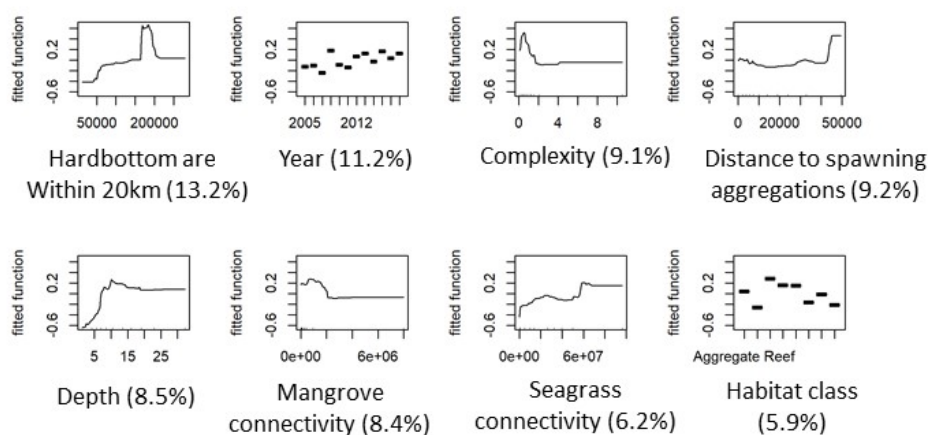 fitted function
0.2
-0.6
50000 200000
Hardbottom are
Within 20km (13.2%)
fitted function
0.2
-0.6
2005 2012
Year (11.2%)
fitted function
0.2
-0.6
0 4 8
Complexity (9.1%)
fitted function
0.2
-0.6
0 20000 50000
Distance to spawning
aggregations (9.2%)
fitted function
0.2
-0.6
5 15 25
Depth (8.5%)
fitted function
0.2
-0.6
0e+00 6e+06
Mangrove
connectivity (8.4%)
fitted function
0.2
-0.6
0e+00 6e+07
Seagrass
connectivity (6.2%)
fitted function
0.2
-0.6
Aggregate Reef
Habitat class
(5.9%)